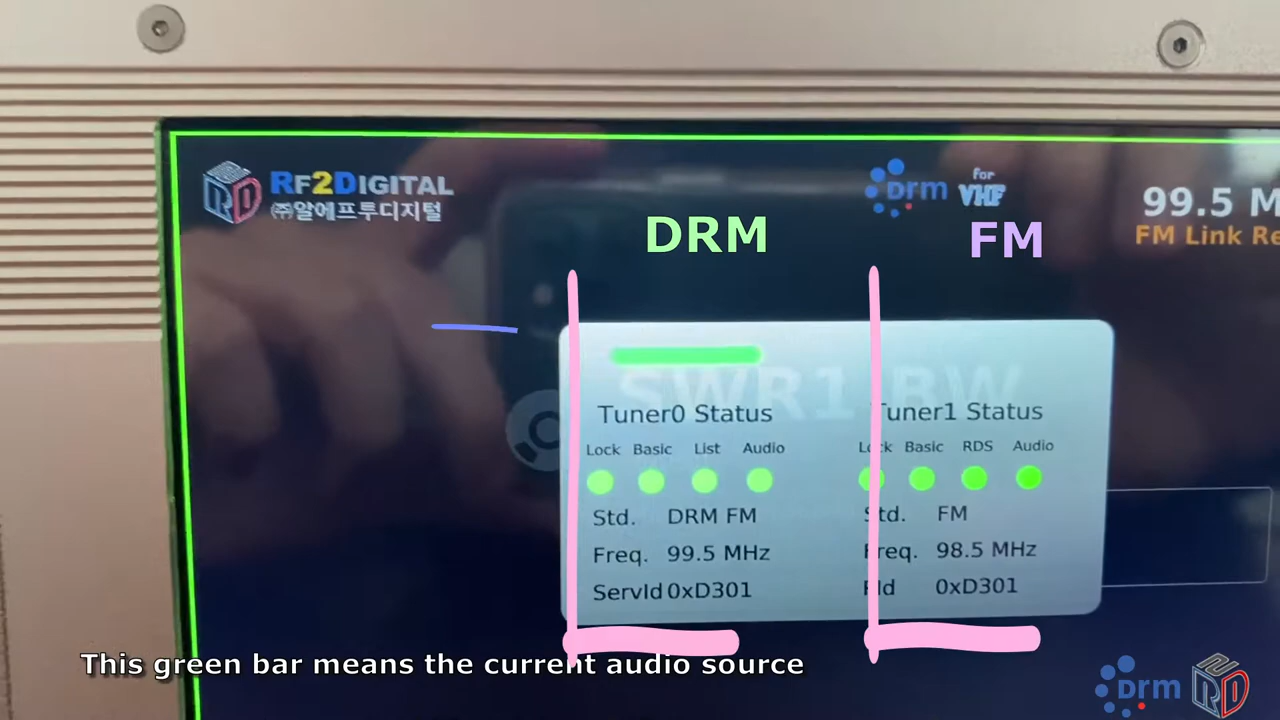 RF2DIGITAL
㈜알에프투디지털
DRM for VHF
99.5 M
FM Link Re
DRM FM
SWR1 BW
Tuner0 Status Tuner1 Status
Lock Basic List Audio Lock Basic RDS Audio
Std. DRM FM Std. FM
Freq. 99.5 MHz Freq. 98.5 MHz
ServId 0xD301 PId 0xD301
This green bar means the current audio source
DRM